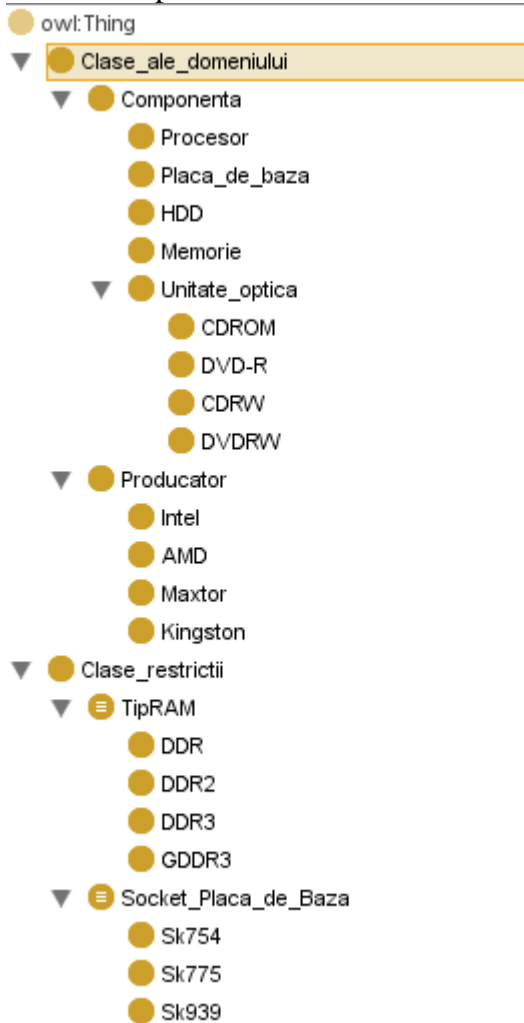 owl:Thing
Clase_ale_domeniului
Componenta
Procesor
Placa_de_baza
HDD
Memorie
Unitate_optica
CDROM
DVD-R
CDRW
DVDRW
Producator
Intel
AMD
Maxtor
Kingston
Clase_restrictii
TipRAM
DDR
DDR2
DDR3
GDDR3
Socket_Placa_de_Baza
Sk754
Sk775
Sk939